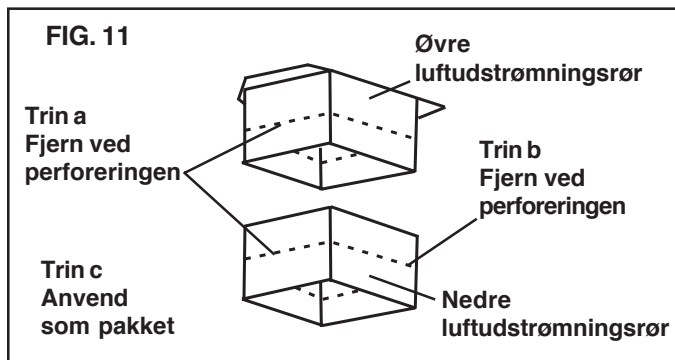 FIG. 11
Øvre
luftudstrømningsrør
Trin a
Fjern ved
perforeringen
Trin b
Fjern ved
perforeringen
Trin c
Anvend
som pakket
Nedre
luftudstrømningsrør